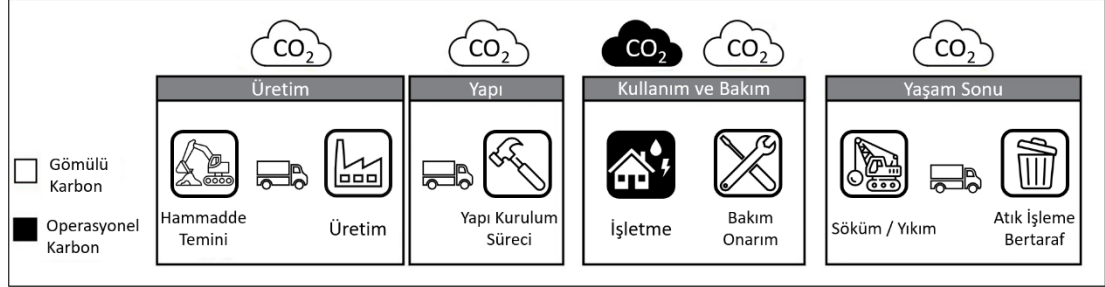 CO2
CO2
CO2
CO2
CO2
Üretim
Yapı
Kullanım ve Bakım
Yaşam Sonu
Gömülü
Karbon
Operasyonel
Karbon
Hammadde
Temini
Üretim
Yapı Kurulum
Süreci
İşletme
Bakım
Onarım
Söküm / Yıkım
Atık İşleme
Bertaraf